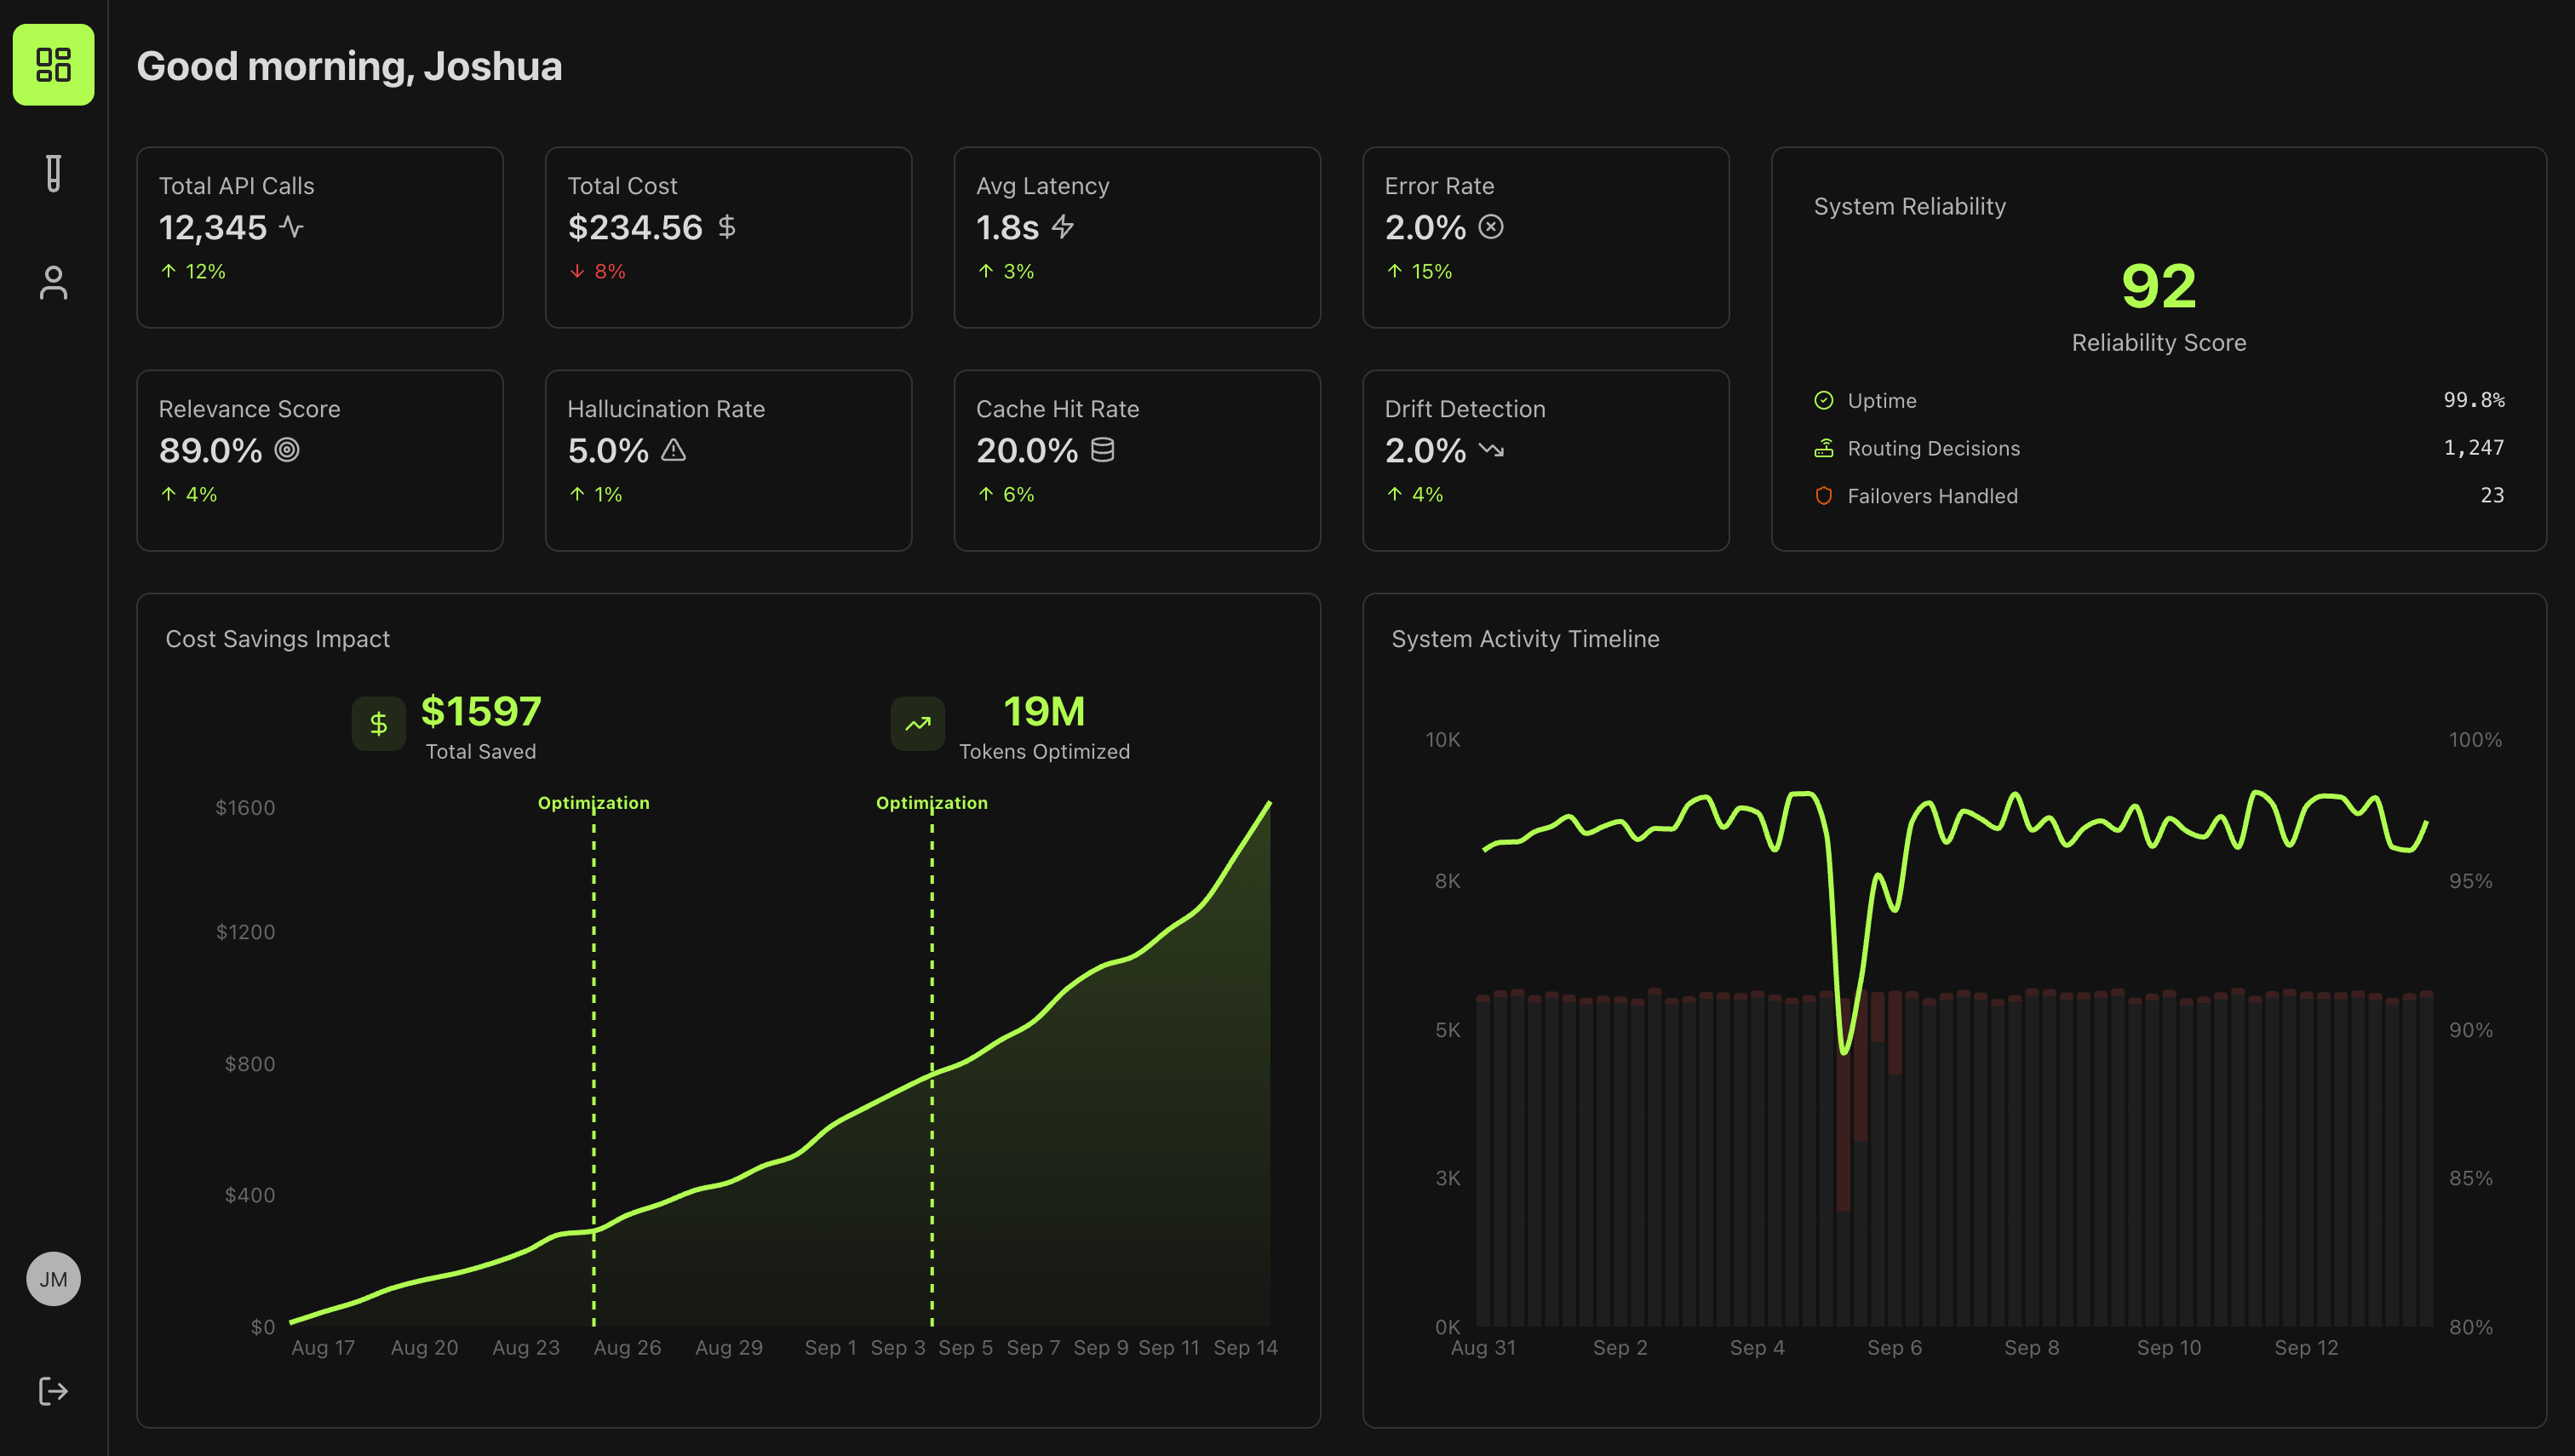 Good morning, Joshua
Total API Calls
12,345
↑ 12%
Total Cost
$234.56 $
↓ 8%
Avg Latency
1.8s
↑ 3%
Error Rate
2.0%
↑ 15%
System Reliability
92
Reliability Score
Uptime 99.8%
Routing Decisions 1,247
Failovers Handled 23
Relevance Score
89.0%
↑ 4%
Hallucination Rate
5.0%
↑ 1%
Cache Hit Rate
20.0%
↑ 6%
Drift Detection
2.0%
↑ 4%
Cost Savings Impact
$ $1597
Total Saved
19M
Tokens Optimized
Optimization Optimization
$1600
$1200
$800
$400
$0
Aug 17 Aug 20 Aug 23 Aug 26 Aug 29 Sep 1 Sep 3 Sep 5 Sep 7 Sep 9 Sep 11 Sep 14
System Activity Timeline
10K 100%
8K 95%
5K 90%
3K 85%
0K 80%
Aug 31 Sep 2 Sep 4 Sep 6 Sep 8 Sep 10 Sep 12
JM